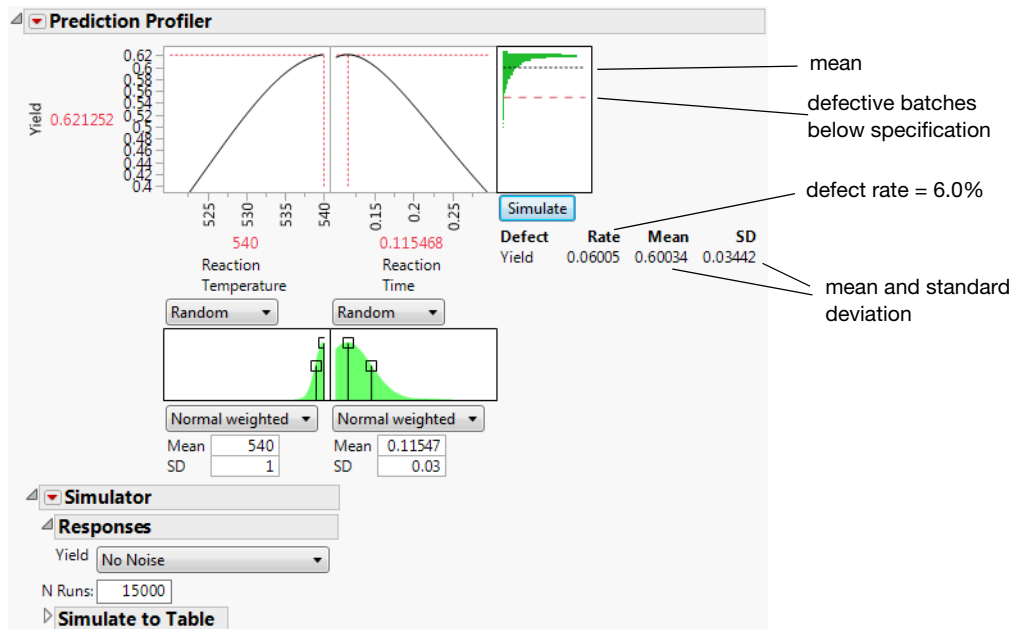 Prediction Profiler
0.62
0.6
0.58
0.56
0.54
0.52
0.5
0.48
0.46
0.44
0.42
0.4
Yield
0.621252
525
530
535
540
0.15
0.2
0.25
540
0.115468
Reaction
Temperature
Reaction
Time
mean
defective batches
below specification
defect rate = 6.0%
Simulate
Defect Rate Mean SD
Yield 0.06005 0.60034 0.03442
mean and standard
deviation
Random Random
Normal weighted Normal weighted
Mean 540 Mean 0.11547
SD 1 SD 0.03
Simulator
Responses
Yield No Noise
N Runs: 15000
Simulate to Table